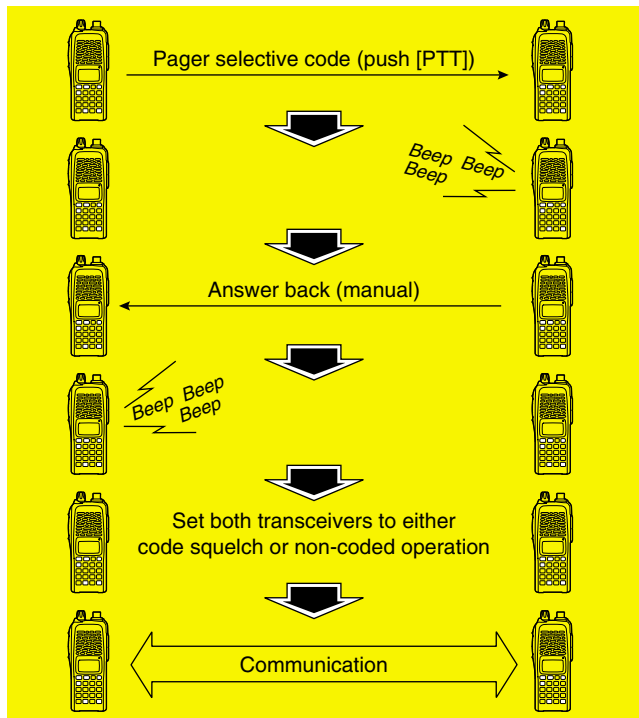 Pager selective code (push [PTT])
Beep Beep
Beep
Answer back (manual)
Beep Beep
Beep
Set both transceivers to either
code squelch or non-coded operation
Communication